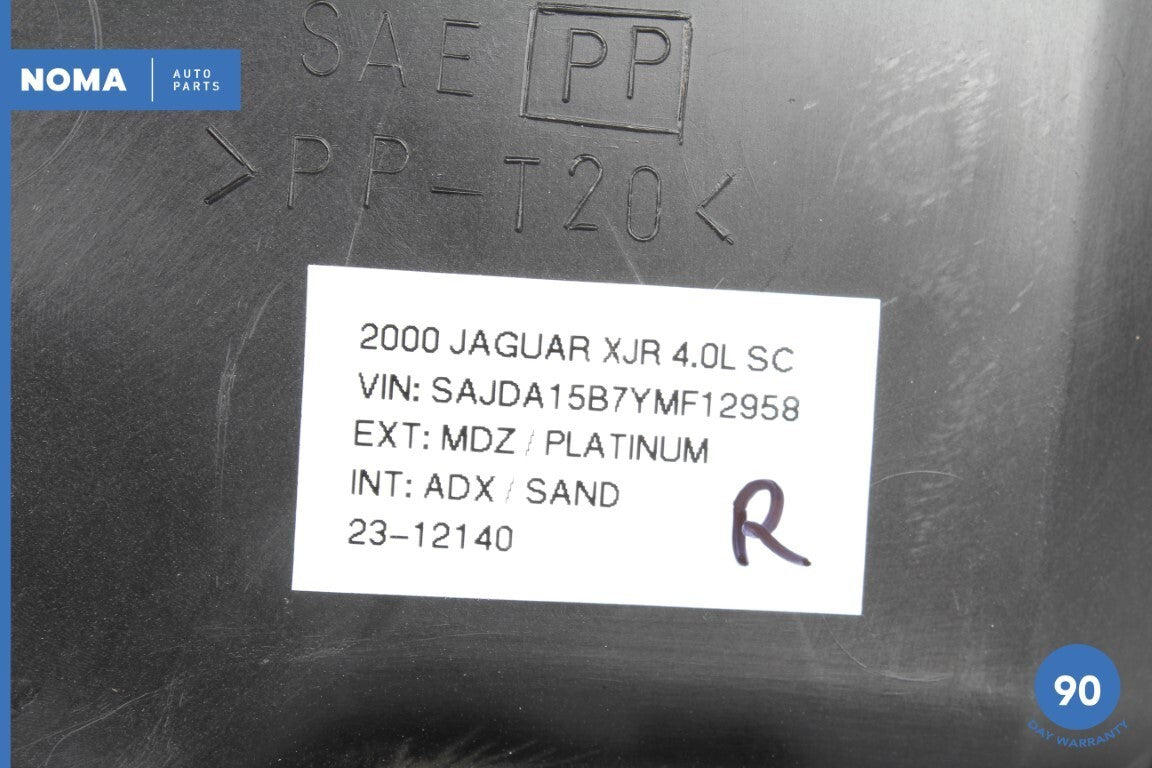 SAE PP
NOMA AUTO PARTS
>PP-T20<
2000 JAGUAR XJR 4.0L SC
VIN: SAJDA15B7YMF12958
EXT: MDZ / PLATINUM
INT: ADX / SAND
23-12140
R
90
DAY WARRANTY